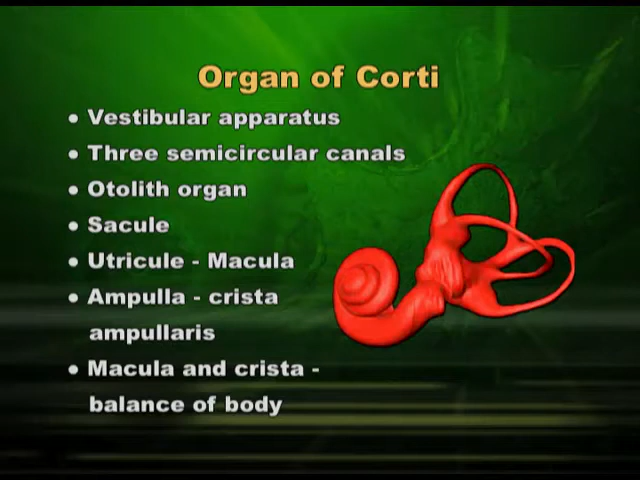 Organ of Corti
• Vestibular apparatus
• Three semicircular canals
• Otolith organ
• Sacule
• Utricule - Macula
• Ampulla - crista
ampullaris
• Macula and crista -
balance of body